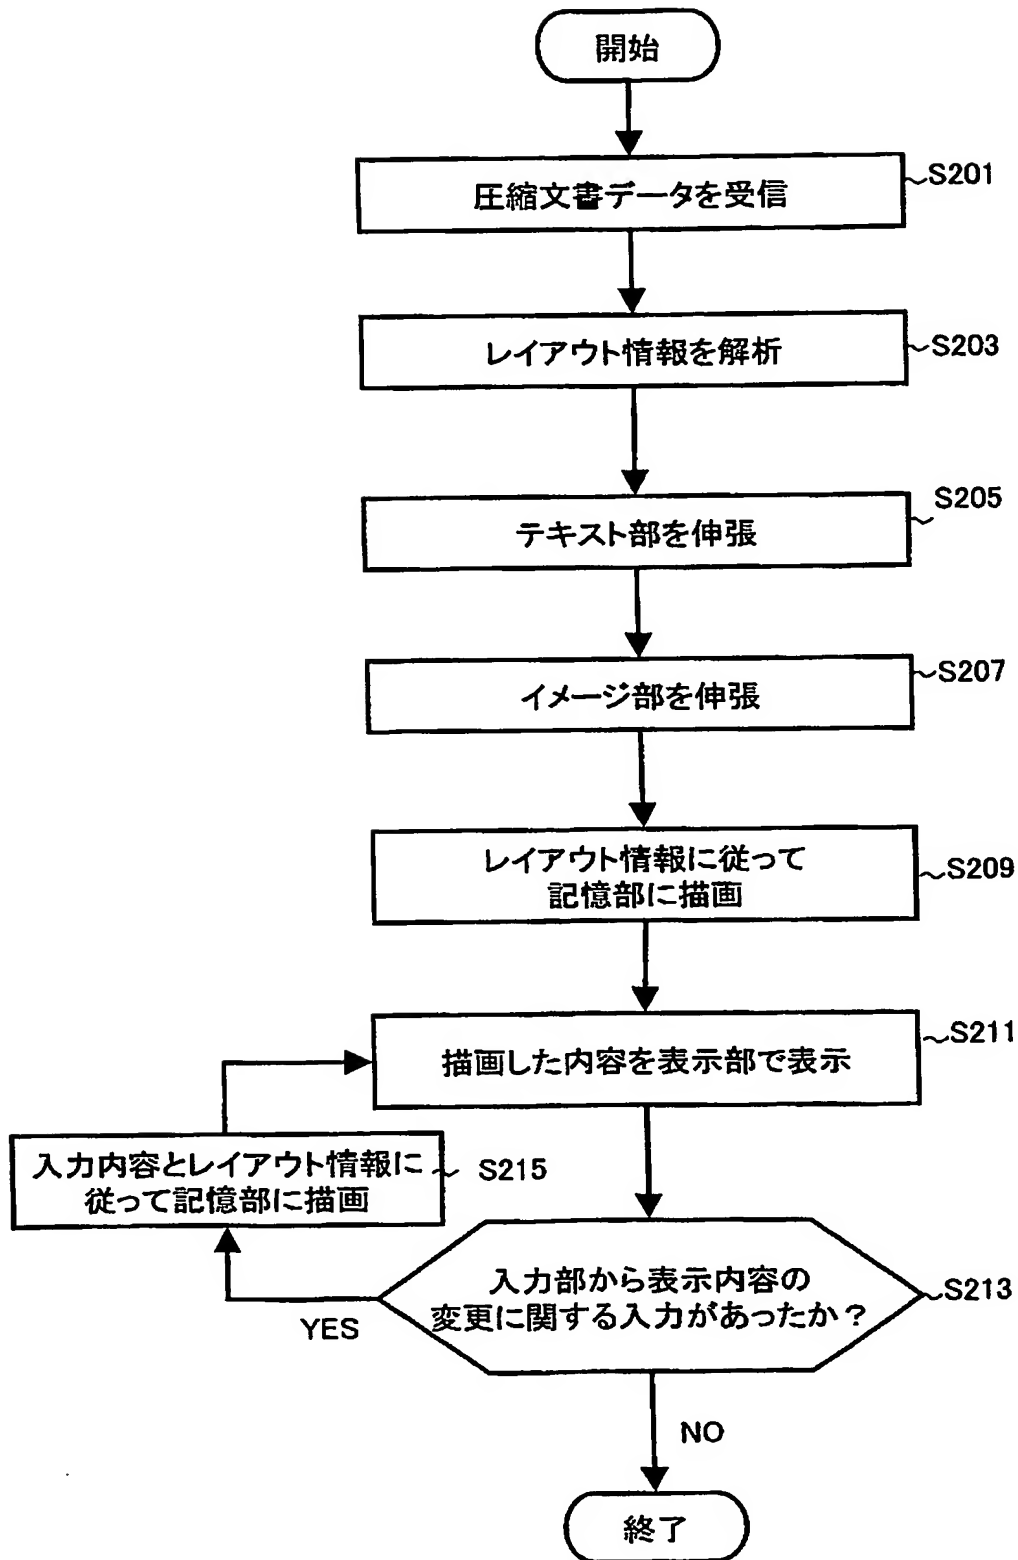 開始
圧縮文書データを受信
S201
レイアウト情報を解析
S203
テキスト部を伸張
S205
イメージ部を伸張
S207
レイアウト情報に従って
記憶部に描画
S209
描画した内容を表示部で表示
S211
入力内容とレイアウト情報に
従って記憶部に描画
S215
入力部から表示内容の
変更に関する入力があったか?
S213
YES
NO
終了